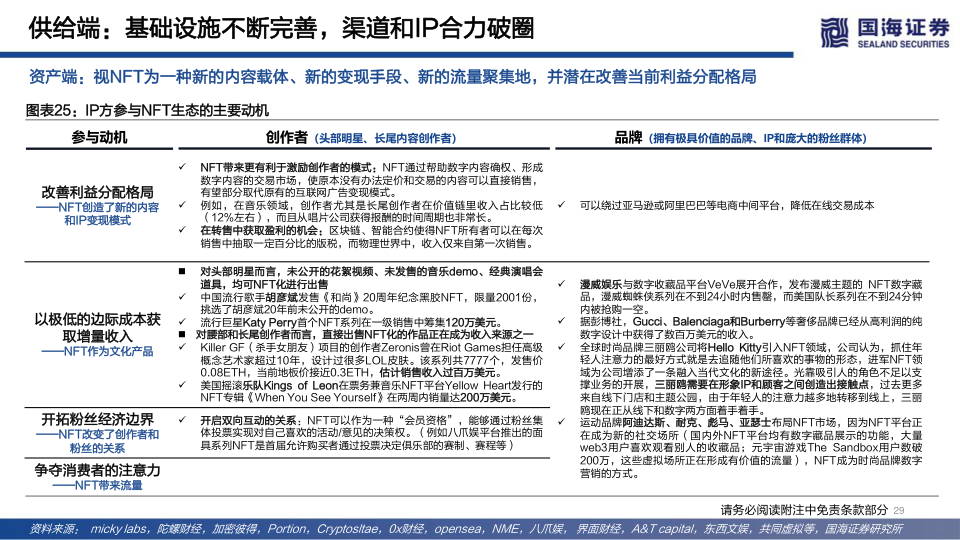 供给端：基础设施不断完善，渠道和IP合力破圈
国海证券
SEALAND SECURITIES
资产端：视NFT为一种新的内容载体、新的变现手段、新的流量聚集地，并潜在改善当前利益分配格局
图表25：IP方参与NFT生态的主要动机
参与动机
创作者（头部明星、长尾内容创作者）
品牌（拥有极具价值的品牌、IP和庞大的粉丝群体）
改善利益分配格局
——NFT创造了新的内容
和IP变现模式
✓ NFT带来更有利于激励创作者的模式：NFT通过帮助数字内容确权、形成
数字内容的交易市场，使原本没有办法定价和交易的内容可以直接销售，
有望部分取代原有的互联网广告变现模式。
✓ 例如，在音乐领域，创作者尤其是长尾创作者在价值链里收入占比较低
（12%左右），而且从唱片公司获得报酬的时间周期也非常长。
✓ 在转售中获取盈利的机会：区块链、智能合约使得NFT所有者可以在每次
销售中抽取一定百分比的版税，而物理世界中，收入仅来自第一次销售。
✓ 可以绕过亚马逊或阿里巴巴等电商中间平台，降低在线交易成本
以极低的边际成本获
取增量收入
——NFT作为文化产品
■ 对头部明星而言，未公开的花絮视频、未发售的音乐demo、经典演唱会
道具，均可NFT化进行出售
✓ 中国流行歌手胡彦斌发售《和尚》20周年纪念黑胶NFT，限量2001份，
挑选了胡彦斌20年前未公开的demo。
✓ 流行巨星Katy Perry首个NFT系列在一级销售中筹集120万美元。
■ 对腰部和长尾创作者而言，直接出售NFT化的作品正在成为收入来源之一
✓ Killer GF（杀手女朋友）项目的创作者Zeronis曾在Riot Games担任高级
概念艺术家超过10年，设计过很多LOL皮肤。该系列共7777个，发售价
0.08ETH，当前地板价接近0.3ETH，估计销售收入过百万美元。
✓ 美国摇滚乐队Kings of Leon在票务兼音乐NFT平台Yellow Heart发行的
NFT专辑《When You See Yourself》在两周内销量达200万美元。
✓ 漫威娱乐与数字收藏品平台VeVe展开合作，发布漫威主题的 NFT数字藏
品，漫威蜘蛛侠系列在不到24小时内售罄，而美国队长系列在不到24分钟
内被抢购一空。
✓ 据彭博社，Gucci、Balenciaga和Burberry等奢侈品牌已经从高利润的纯
数字设计中获得了数百万美元的收入。
✓ 全球时尚品牌三丽鸥公司将Hello Kitty引入NFT领域，公司认为，抓住年
轻人注意力的最好方式就是去追随他们所喜欢的事物的形态，进军NFT领
域为公司增添了一条融入当代文化的新途径。光靠吸引人的角色不足以支
撑业务的开展，三丽鸥需要在形象IP和顾客之间创造出接触点，过去更多
来自线下门店和主题公园，由于年轻人的注意力越多地转移到线上，三丽
鸥现在正从线下和数字两方面着手着手。
✓ 运动品牌阿迪达斯、耐克、彪马、亚瑟士布局NFT市场，因为NFT平台正
在成为新的社交场所（国内外NFT平台均有数字藏品展示的功能，大量
web3用户喜欢观看别人的收藏品；元宇宙游戏The Sandbox用户数破
200万，这些虚拟场所正在形成有价值的流量），NFT成为时尚品牌数字
营销的方式。
开拓粉丝经济边界
——NFT改变了创作者和
粉丝的关系
✓ 开启双向互动的关系：NFT可以作为一种“会员资格”，能够通过粉丝集
体投票实现对自己喜欢的活动/意见的决策权。（例如八爪娱平台推出的面
具系列NFT是首届允许购买者通过投票决定俱乐部的赛制、赛程等）
争夺消费者的注意力
——NFT带来流量
请务必阅读附注中免责条款部分 29
资料来源： micky labs，陀螺财经，加密彼得，Portion，CryptosItae，0x财经，opensea，NME，八爪娱， 界面财经，A&T capital，东西文娱，共同虚拟等，国海证券研究所